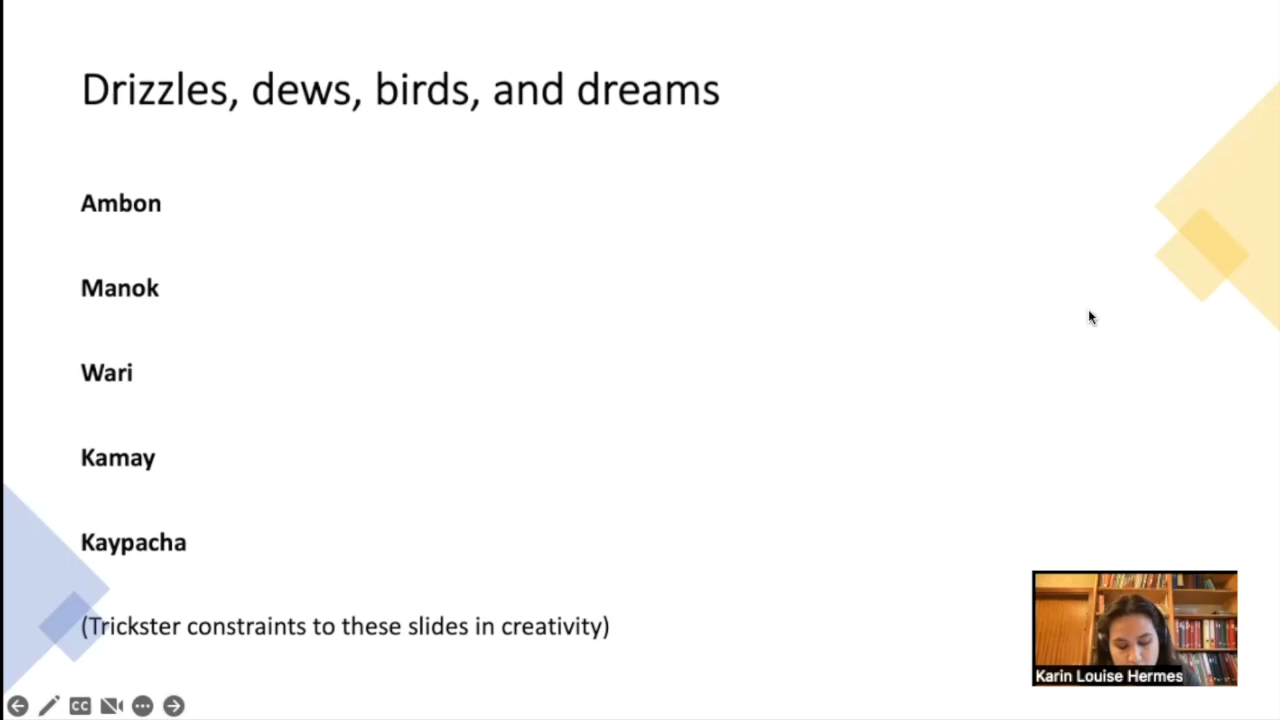 Drizzles, dews, birds, and dreams
Ambon
Manok
Wari
Kamay
Kaypacha
(Trickster constraints to these slides in creativity)
Karin Louise Hermes
CC